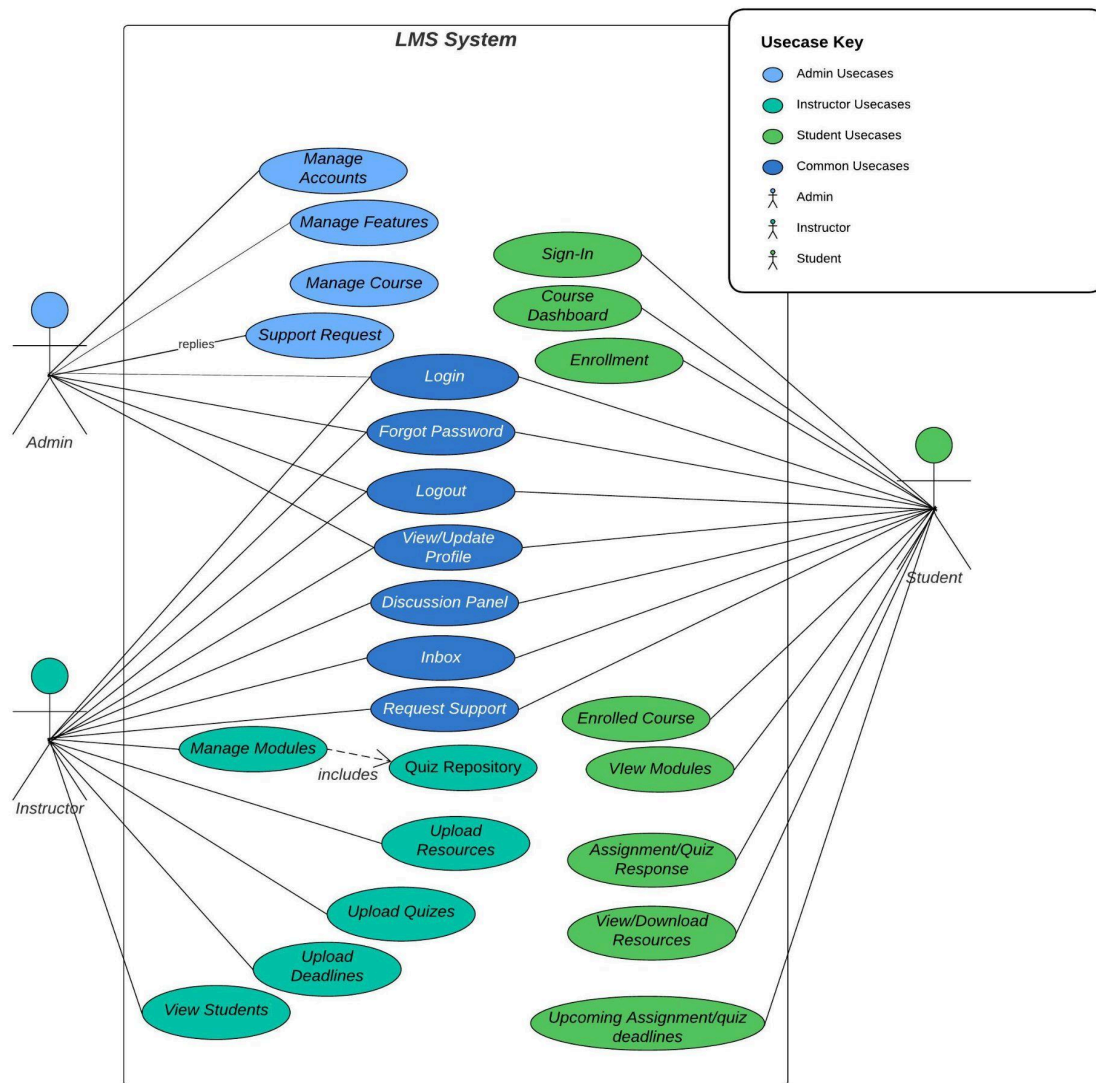 LMS System
Usecase Key
Admin Usecases
Instructor Usecases
Student Usecases
Common Usecases
Admin
Instructor
Student
Manage
Accounts
Manage Features
Manage Course
Support Request
replies
Sign-In
Course
Dashboard
Enrollment
Login
Forgot Password
Logout
View/Update
Profile
Discussion Panel
Inbox
Request Support
Admin
Student
Instructor
Manage Modules
includes
Quiz Repository
Upload
Resources
Upload Quizes
Upload
Deadlines
View Students
Enrolled Course
VIew Modules
Assignment/Quiz
Response
View/Download
Resources
Upcoming Assignment/quiz
deadlines